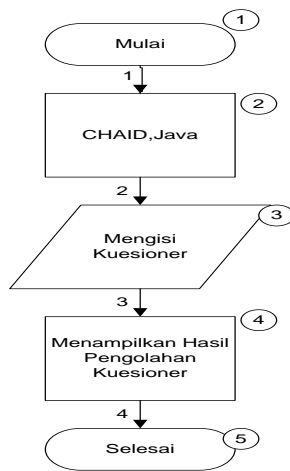 1
Mulai
1
2
CHAID,Java
2
3
Mengisi
Kuesioner
3
4
Menampilkan Hasil
Pengolahan
Kuesioner
4
5
Selesai